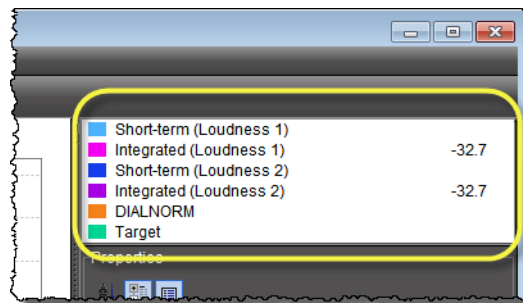 Short-term (Loudness 1)
Integrated (Loudness 1) -32.7
Short-term (Loudness 2)
Integrated (Loudness 2) -32.7
DIALNORM
Target
Properties